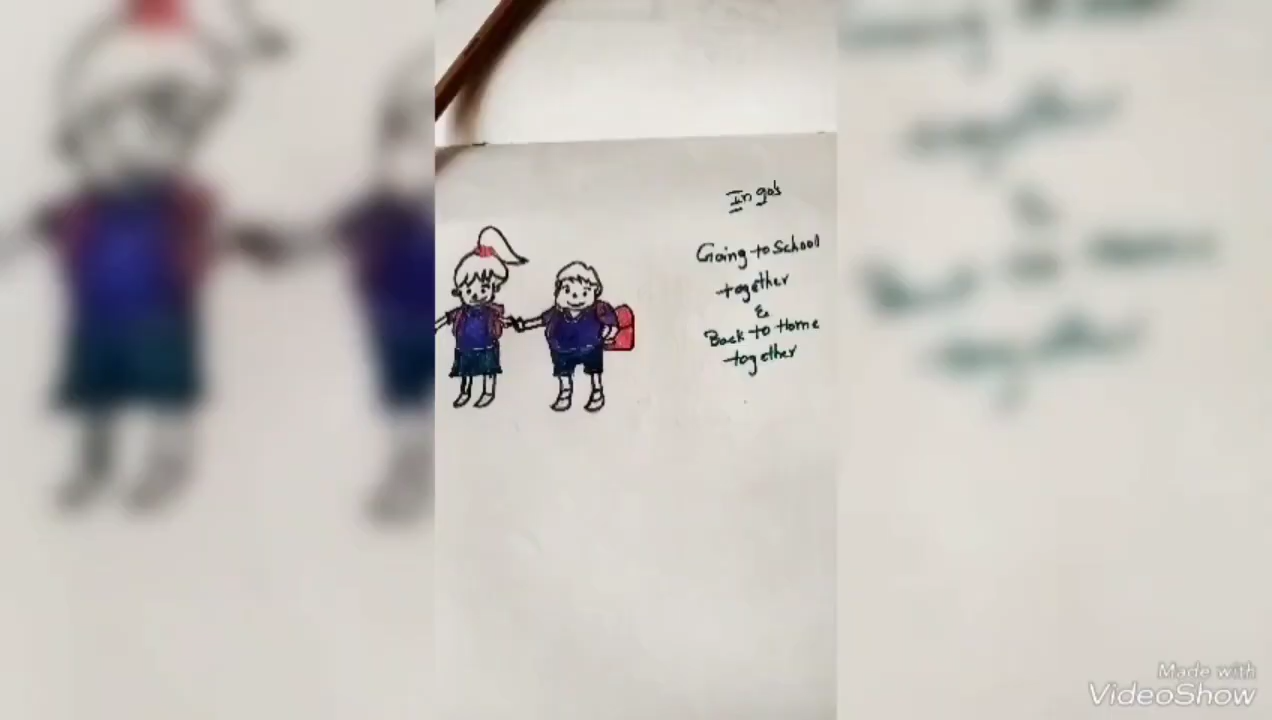 In 90's
Going to School
together
&
Back to Home
together
Made with
VideoShow